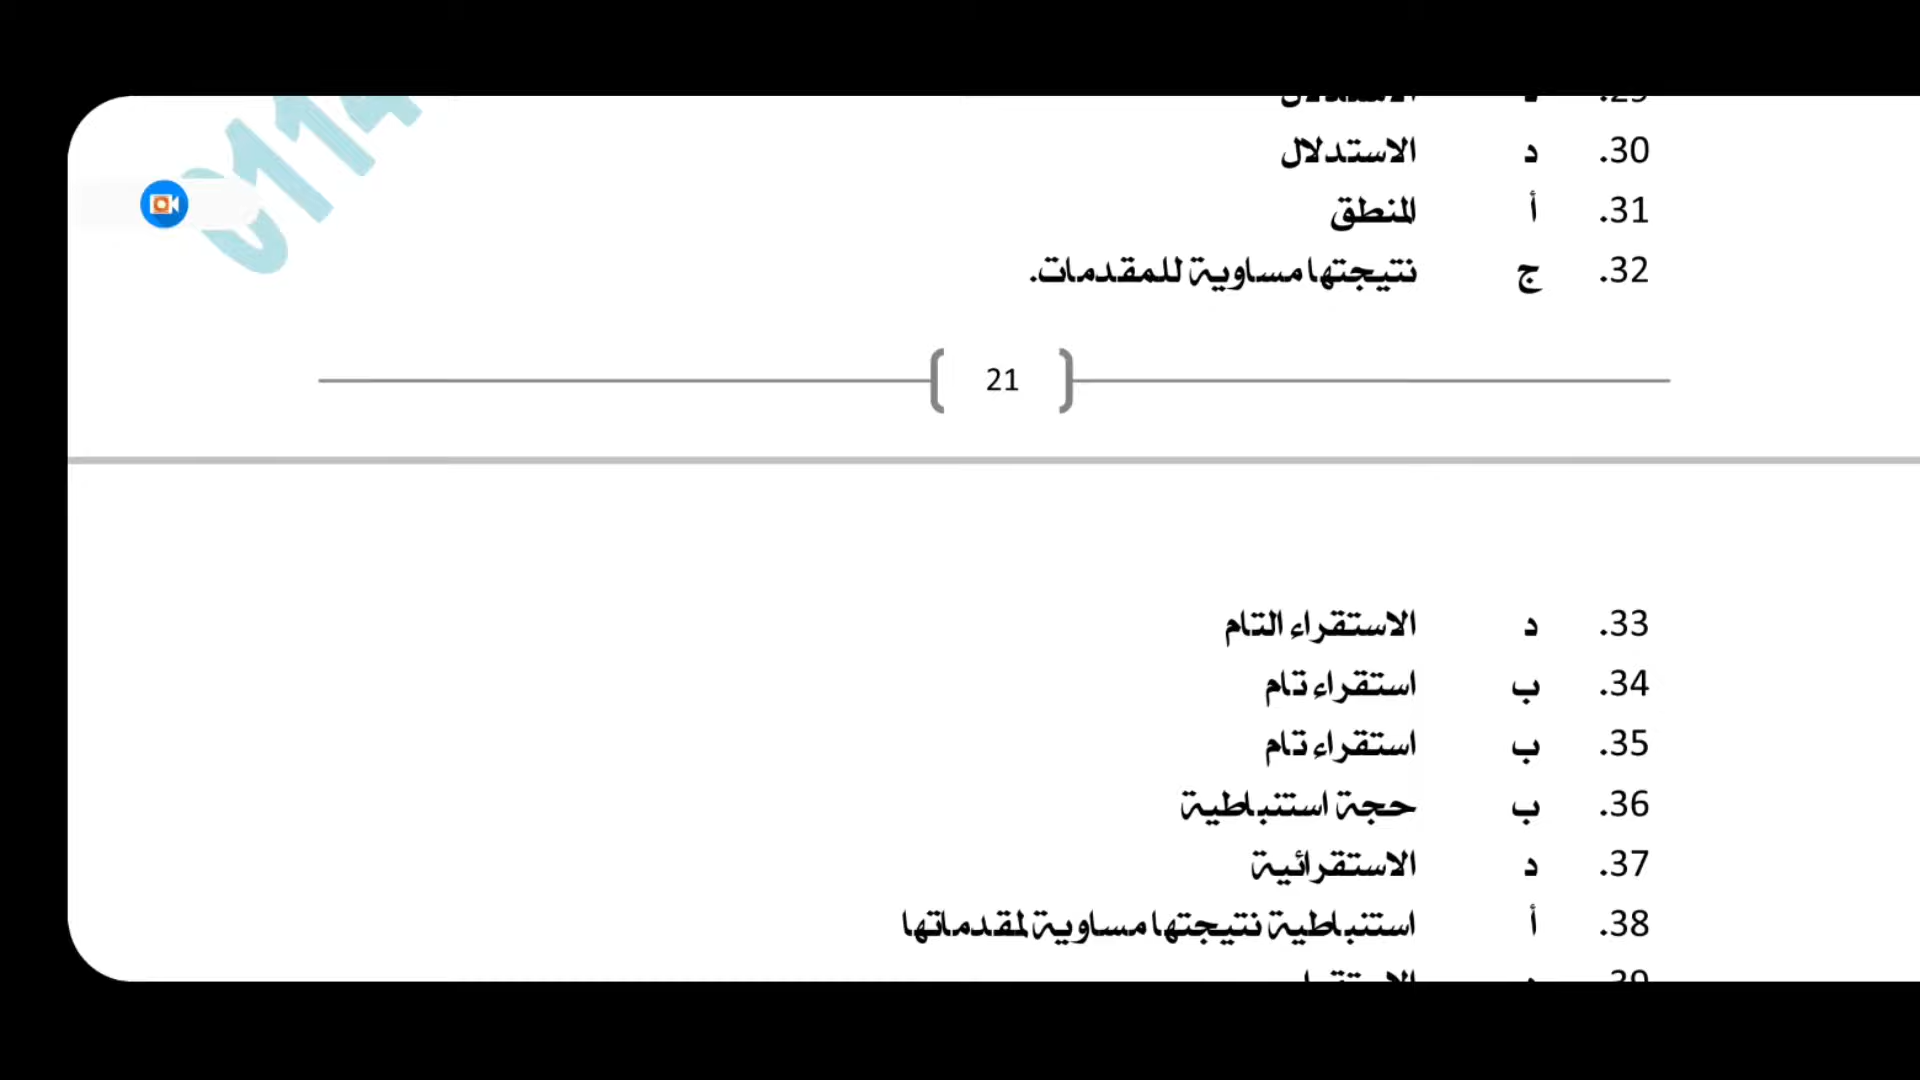 0114
30. د الاستدلال
31. أ المنطق
32. ج نتيجتها مساوية للمقدمات.
21
33. د الاستقراء التام
34. ب استقراء تام
35. ب استقراء تام
36. ب حجة استنباطية
37. د الاستقرائية
38. أ استنباطية نتيجتها مساوية لمقدماتها